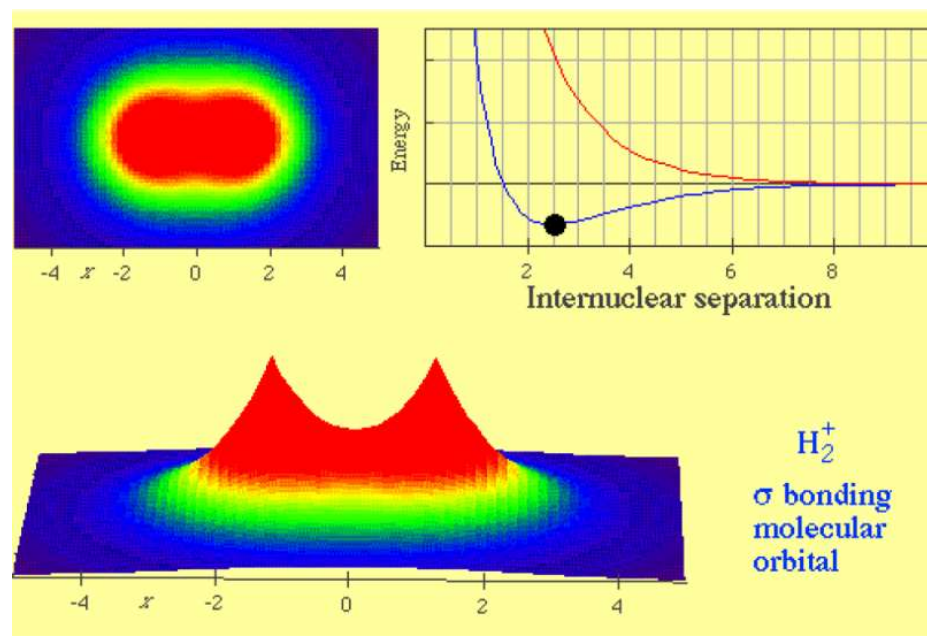 Energy
-4 x -2 0 2 4
2 4 6 8
Internuclear separation
H₂⁺
σ bonding
molecular
orbital
-4 x -2 0 2 4